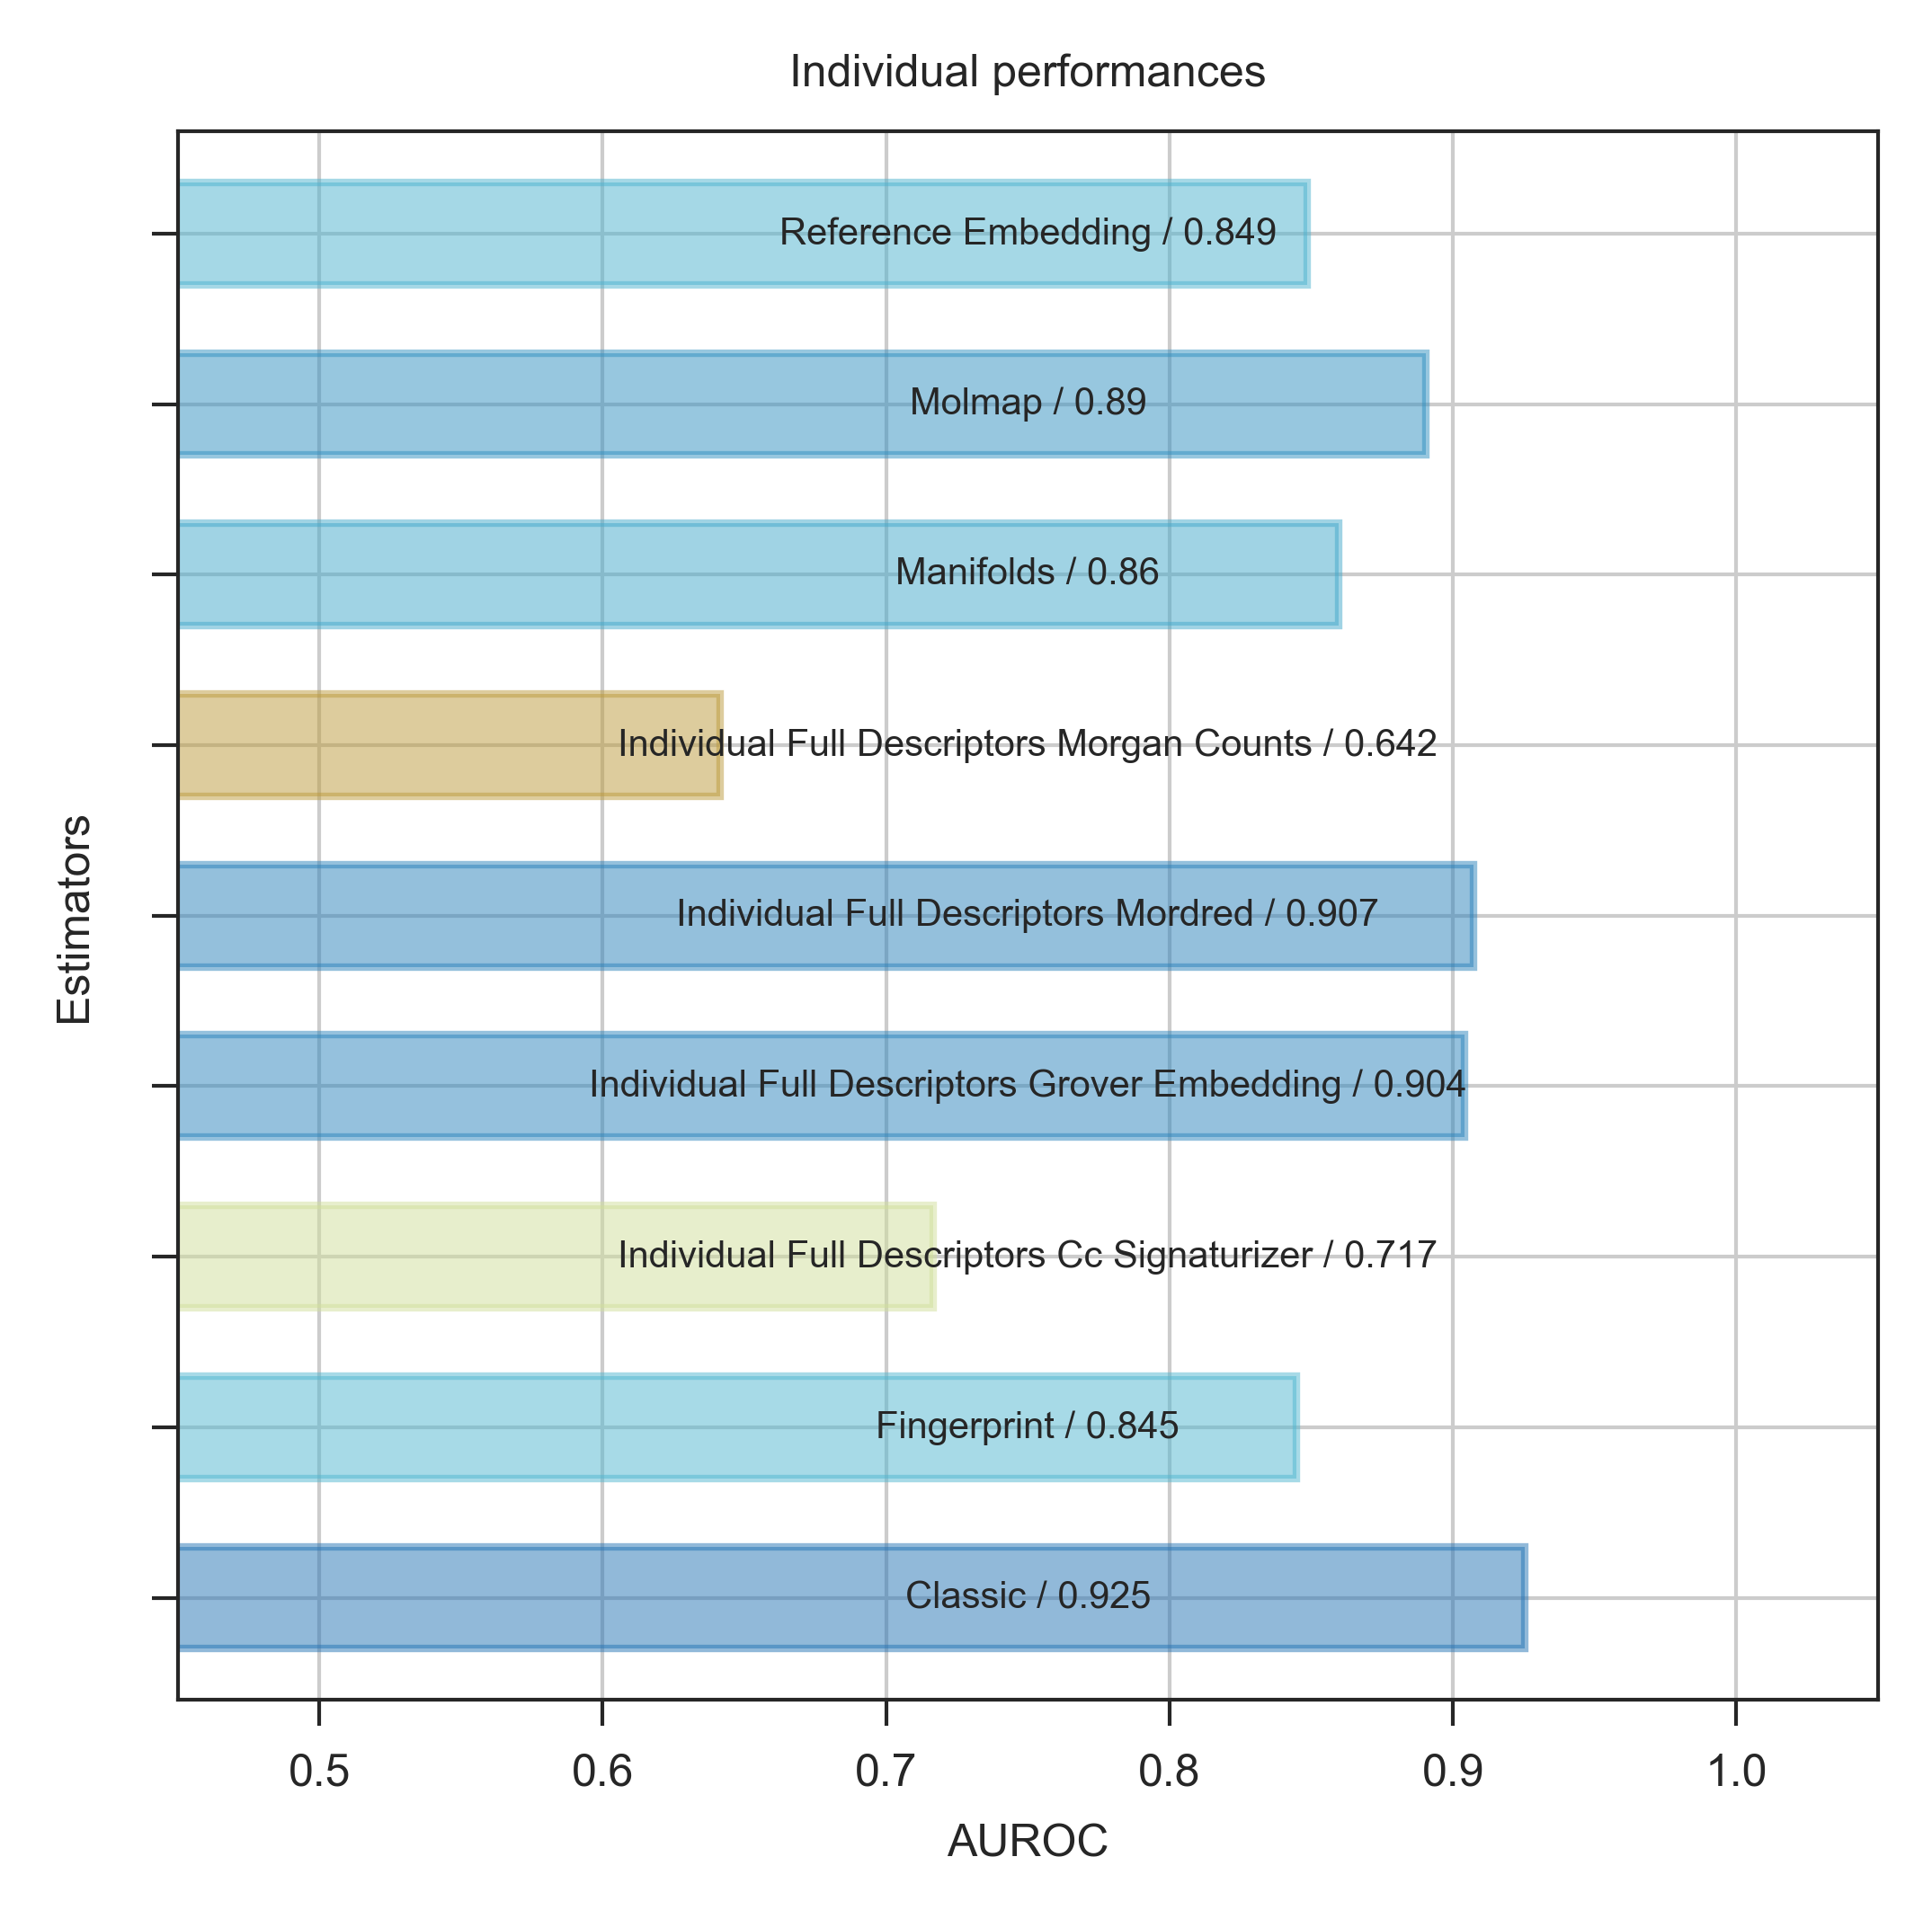 Individual performances
Reference Embedding / 0.849
Molmap / 0.89
Manifolds / 0.86
Individual Full Descriptors Morgan Counts / 0.642
Individual Full Descriptors Mordred / 0.907
Individual Full Descriptors Grover Embedding / 0.904
Individual Full Descriptors Cc Signaturizer / 0.717
Fingerprint / 0.845
Classic / 0.925
Estimators
0.5 0.6 0.7 0.8 0.9 1.0
AUROC